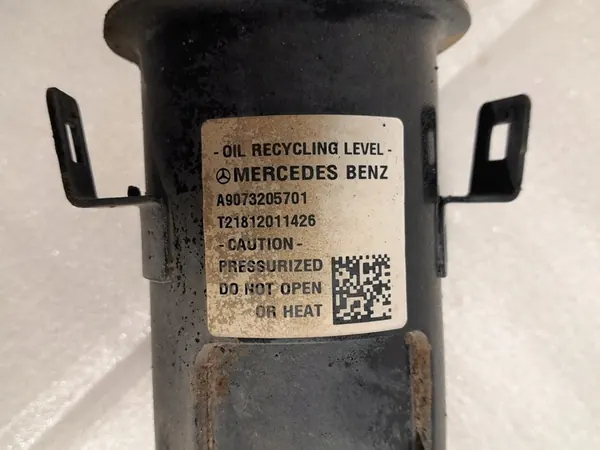 - OIL RECYCLING LEVEL -
MERCEDES BENZ
A9073205701
T21812011426
- CAUTION -
PRESSURIZED
DO NOT OPEN
OR HEAT